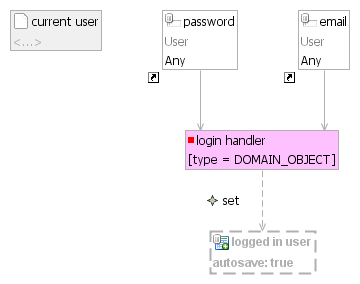 current user
<...>
password
User
Any
email
User
Any
login handler
[type = DOMAIN_OBJECT]
set
logged in user
autosave: true